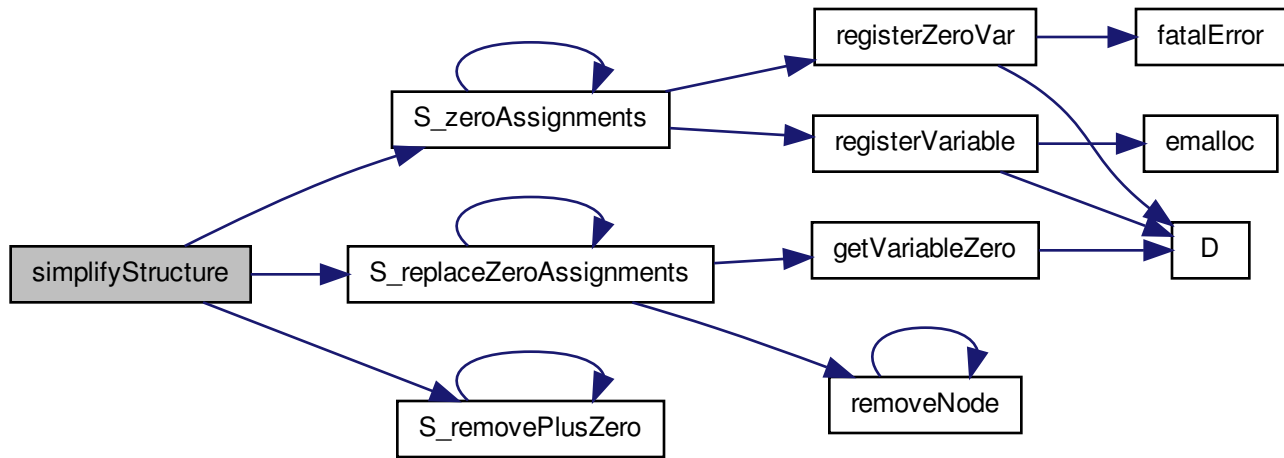 simplifyStructure
S_zeroAssignments
S_replaceZeroAssignments
S_removePlusZero
registerZeroVar
registerVariable
getVariableZero
removeNode
fatalError
emalloc
D